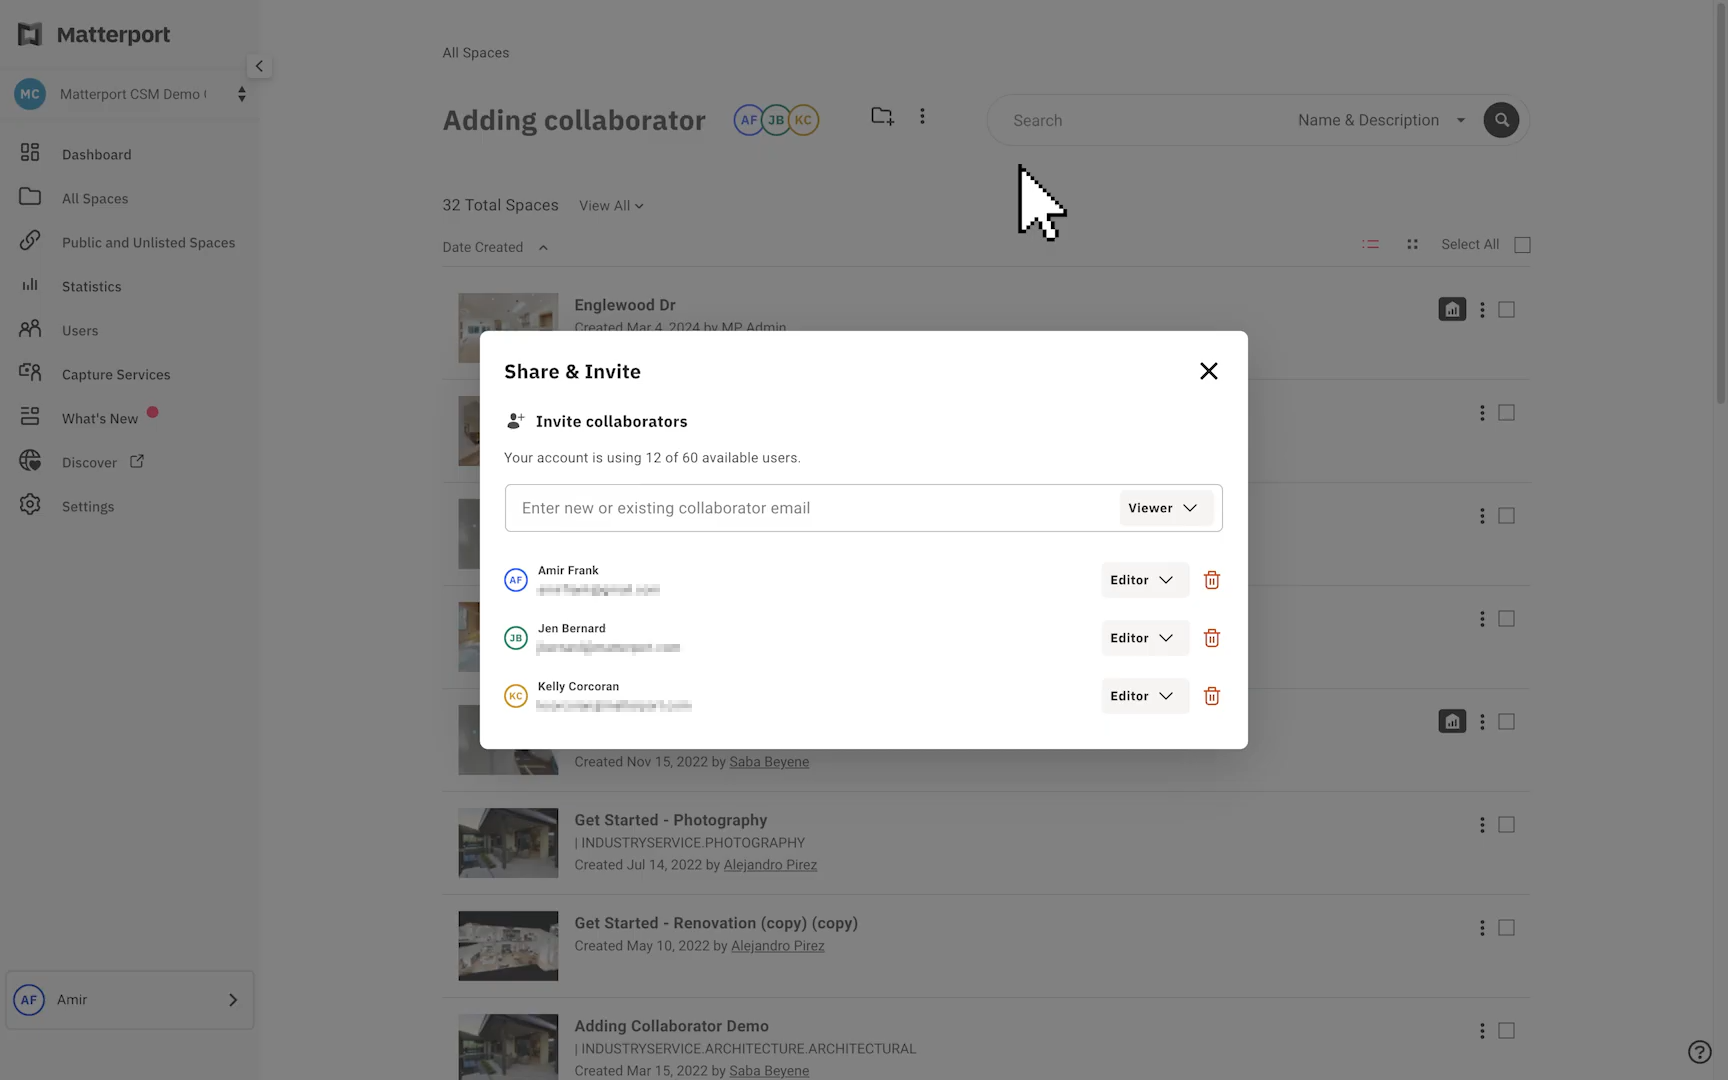 Matterport
MC
Matterport CSM Demo
Dashboard
All Spaces
Public and Unlisted Spaces
Statistics
Users
Capture Services
What's New
Discover
Settings
AF
Amir
All Spaces
Adding collaborator
AF JB KC
Search
Name & Description
32 Total Spaces
View All
Date Created
Select All
Englewood Dr
Created Mar 4, 2024 by MP Admin
Share & Invite
Invite collaborators
Your account is using 12 of 60 available users.
Enter new or existing collaborator email
Viewer
AF
Amir Frank
Editor
JB
Jen Bernard
Editor
KC
Kelly Corcoran
Editor
Created Nov 15, 2022 by Saba Beyene
Get Started - Photography
| INDUSTRYSERVICE.PHOTOGRAPHY
Created Jul 14, 2022 by Alejandro Pirez
Get Started - Renovation (copy) (copy)
Created May 10, 2022 by Alejandro Pirez
Adding Collaborator Demo
| INDUSTRYSERVICE.ARCHITECTURE.ARCHITECTURAL
Created Mar 15, 2022 by Saba Beyene